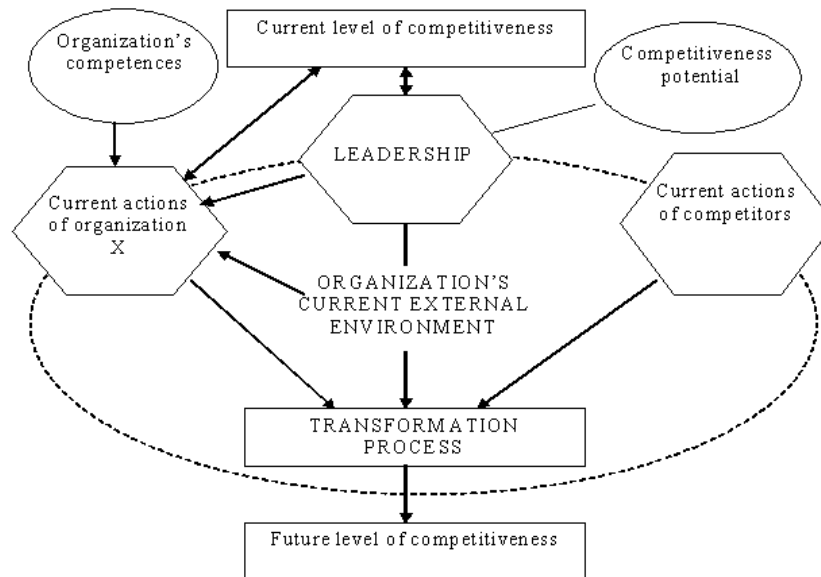 Organization's
competences
Current level of competitiveness
Competitiveness
potential
LEADERSHIP
Current actions
of organization
X
Current actions
of competitors
ORGANIZATION'S
CURRENT EXTERNAL
ENVIRONMENT
TRANSFORMATION
PROCESS
Future level of competitiveness